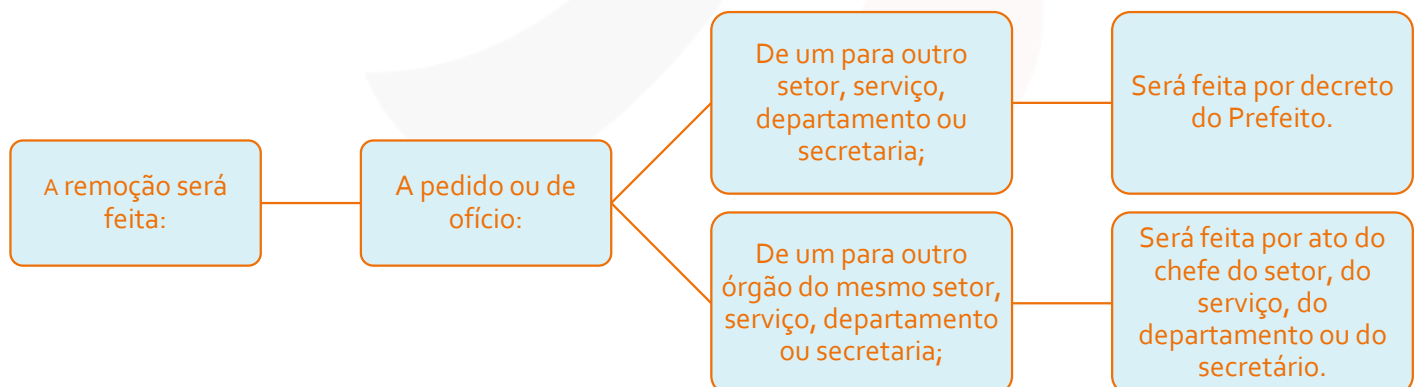 A remoção será
feita:
A pedido ou de
ofício:
De um para outro
setor, serviço,
departamento ou
secretaria;
Será feita por decreto
do Prefeito.
De um para outro
órgão do mesmo setor,
serviço, departamento
ou secretaria;
Será feita por ato do
chefe do setor, do
serviço, do
departamento ou do
secretário.